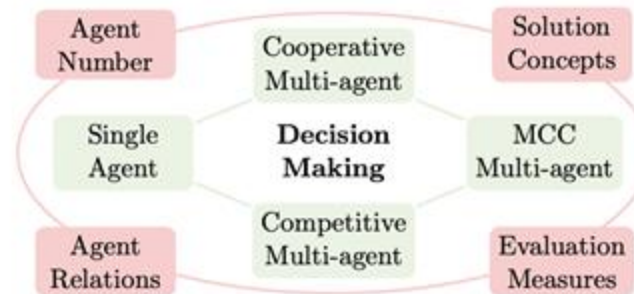 Agent
Number
Solution
Concepts
Cooperative
Multi-agent
Single
Agent
Decision
Making
MCC
Multi-agent
Competitive
Multi-agent
Agent
Relations
Evaluation
Measures